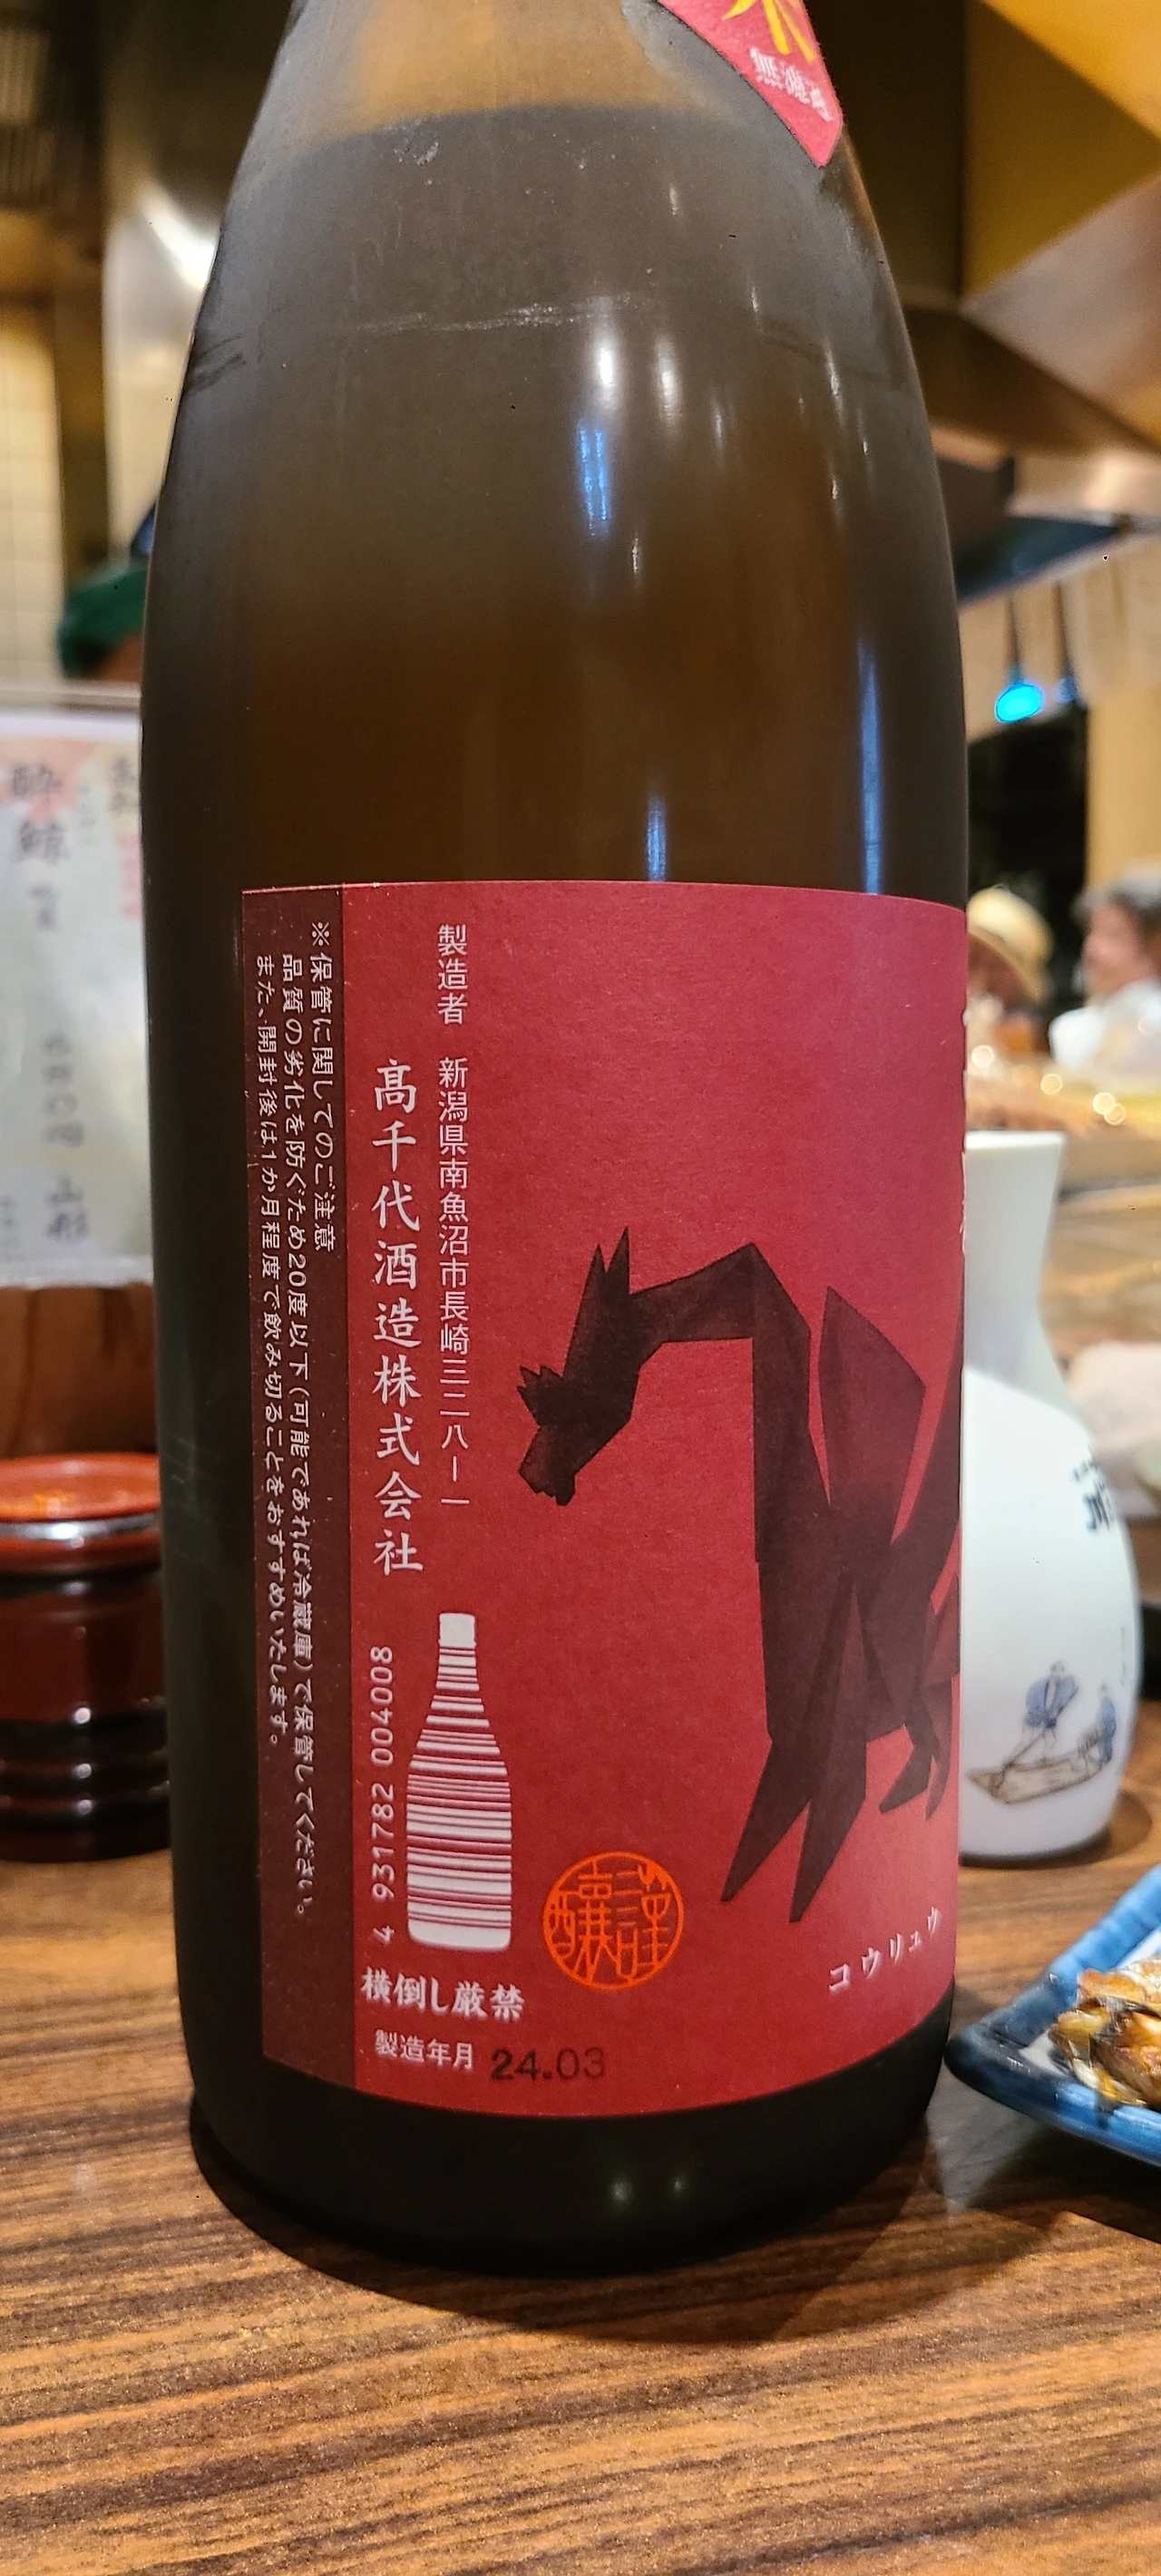 無濾過
※保管に関してのご注意
品質の劣化を防ぐため20度以下(可能であれば冷蔵庫)で保管してください。
また、開封後は1か月程度で飲み切ることをおすすめいたします。
製造者 新潟県南魚沼市長崎三二八ー一
髙千代酒造株式会社
4 931782 004008
謹醸
コウリュウ
横倒し厳禁
製造年月 24.03
酔鯨